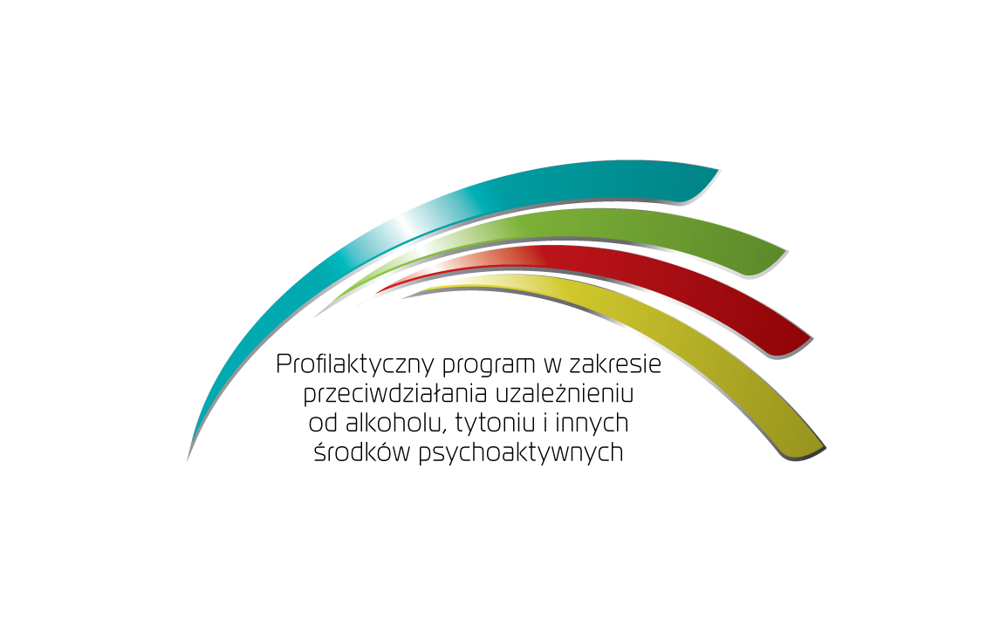 Profilaktyczny program w zakresie
przeciwdziałania uzależnieniu
od alkoholu, tytoniu i innych
środków psychoaktywnych